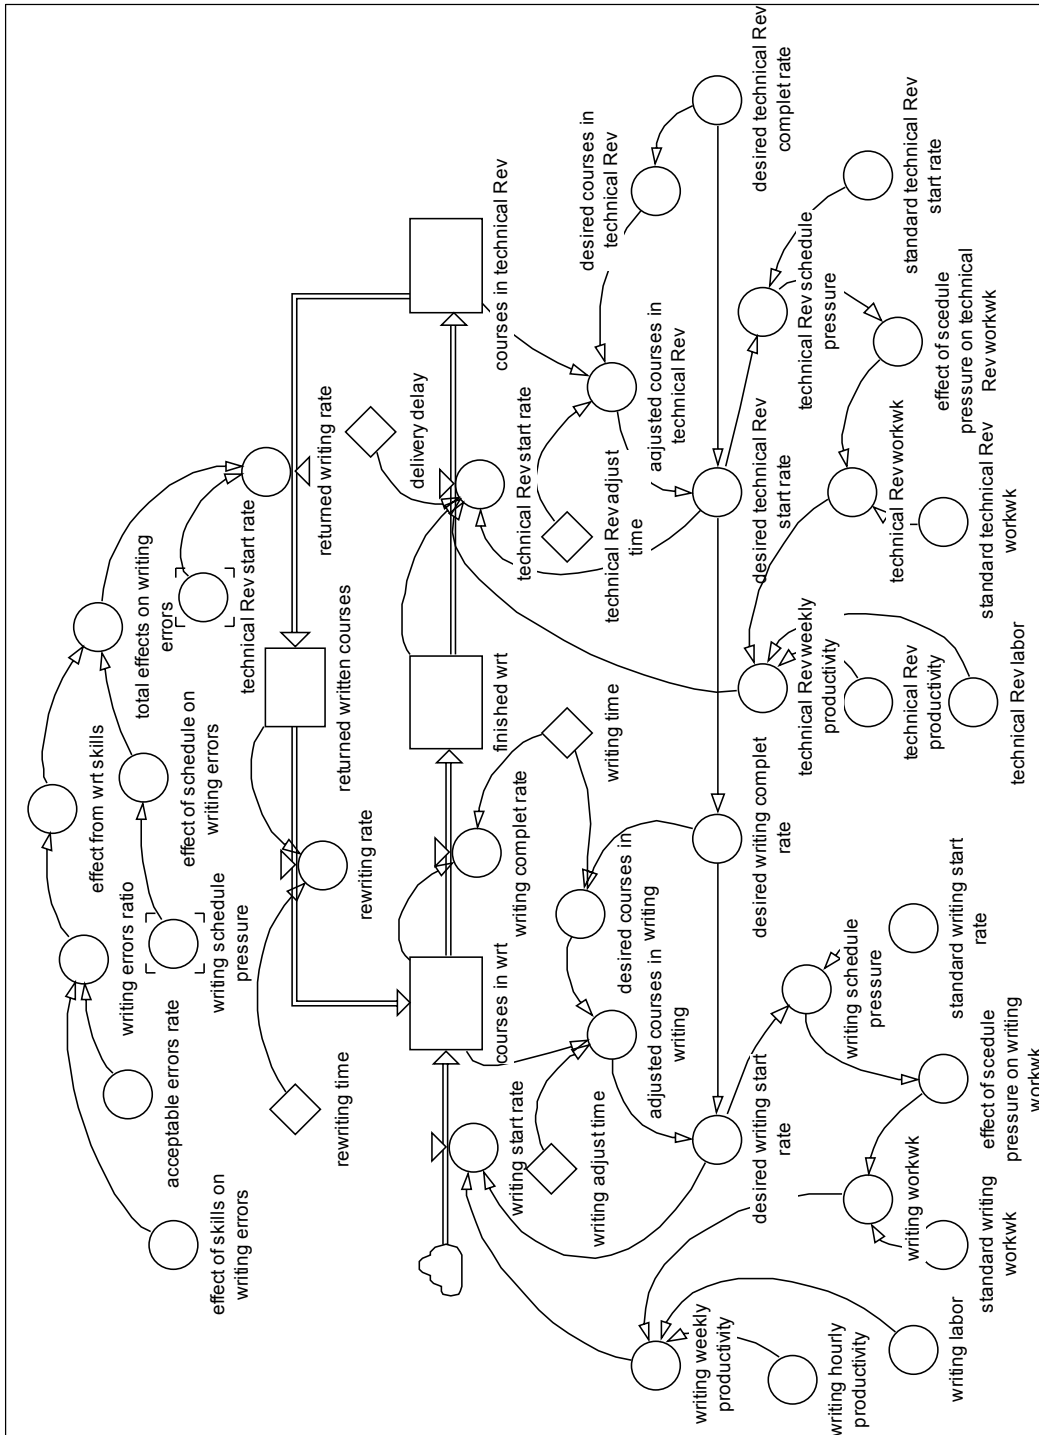 effect of skills on
writing errors
acceptable errors rate
writing errors ratio
writing schedule
pressure
effect from wrt skills
effect of schedule on
writing errors
total effects on writing
errors
technical Rev start rate
rewriting time
rewriting rate
returned written courses
returned writing rate
writing start rate
courses in wrt
writing complet rate
finished wrt
delivery delay
technical Rev start rate
courses in technical Rev
writing adjust time
adjusted courses in
writing
desired courses in
writing
writing time
technical Rev adjust
time
adjusted courses in
technical Rev
desired courses in
technical Rev
writing weekly
productivity
desired writing start
rate
desired writing complet
rate
desired technical Rev
start rate
desired technical Rev
complet rate
writing hourly
productivity
writing labor
writing workwk
standard writing
workwk
writing schedule
pressure
effect of scedule
pressure on writing
workwk
standard writing start
rate
technical Rev weekly
productivity
technical Rev
productivity
technical Rev labor
technical Rev workwk
standard technical Rev
workwk
technical Rev schedule
pressure
effect of scedule
pressure on technical
Rev workwk
standard technical Rev
start rate